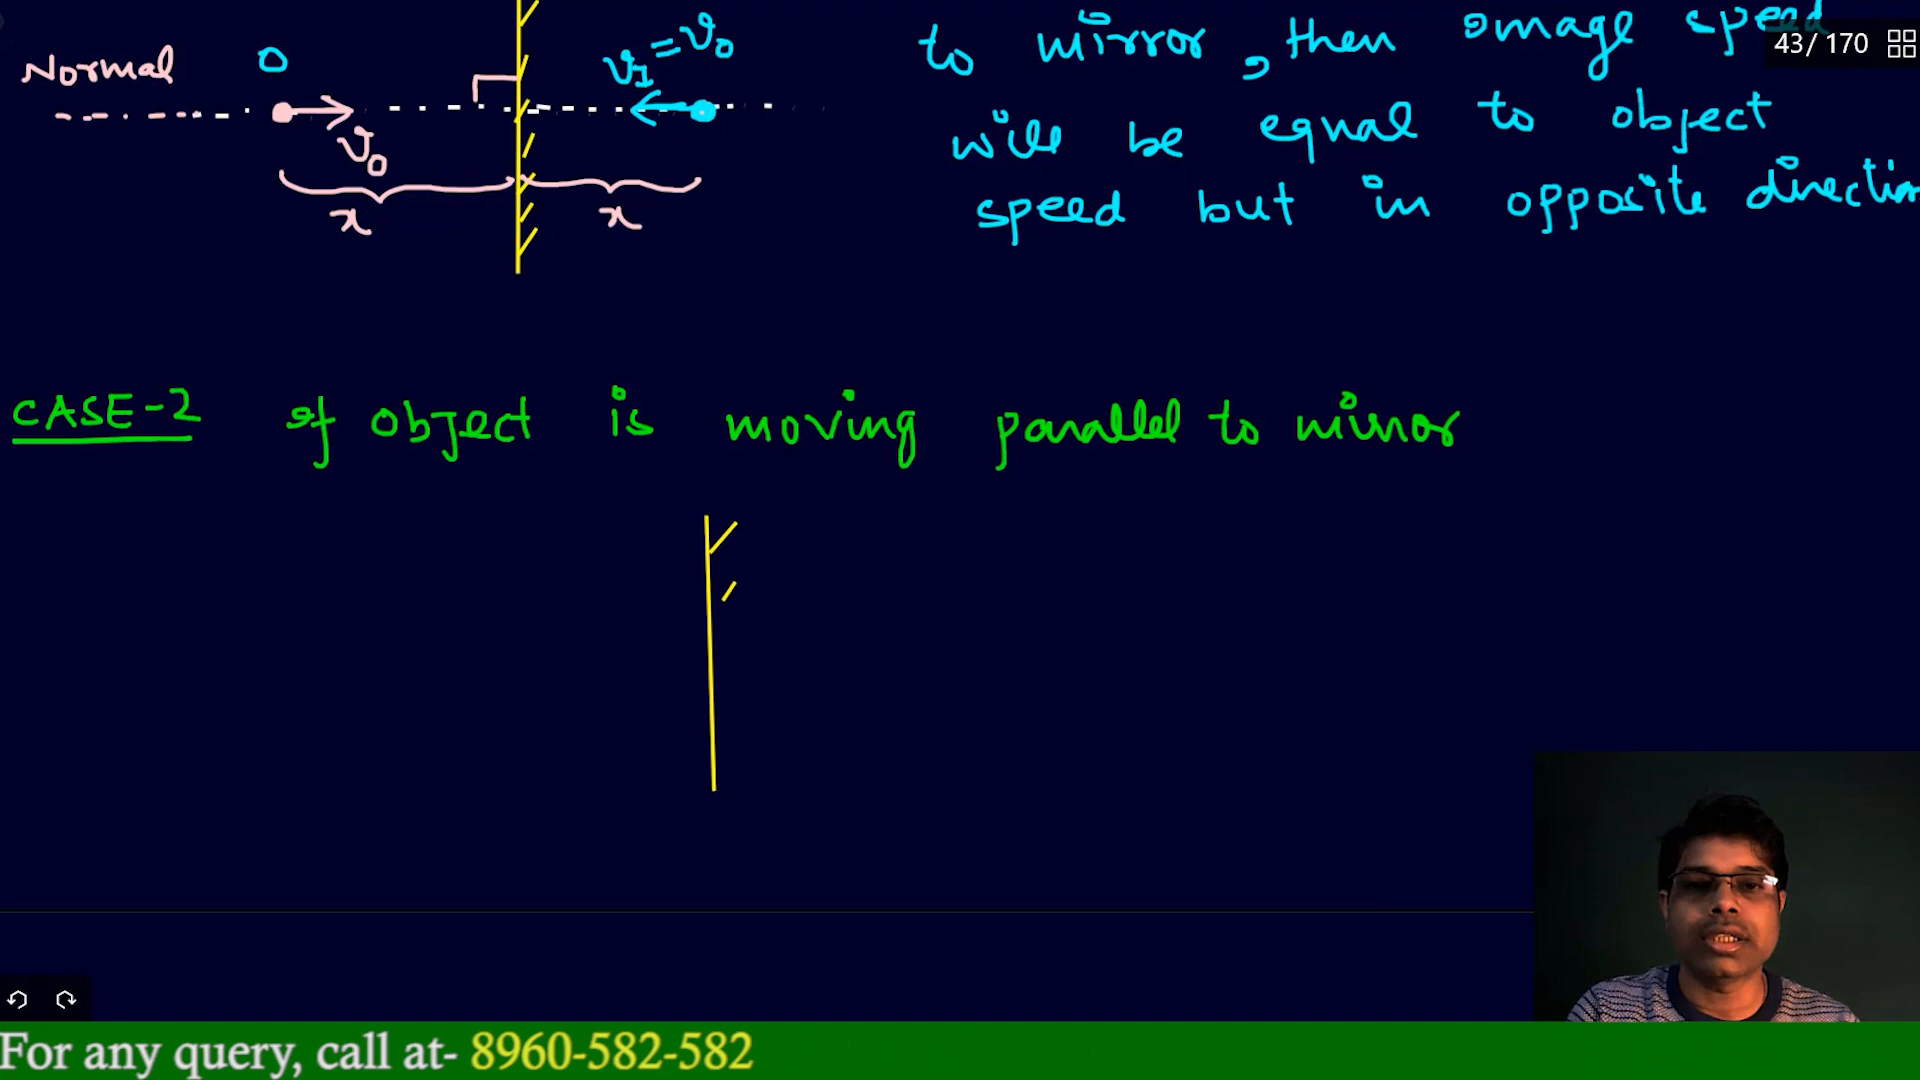 to mirror, then image speed
43/ 170
Normal O v_I = v_0
v_0
will be equal to object
speed but in opposite direction
x x
CASE-2 If object is moving parallel to mirror
For any query, call at- 8960-582-582